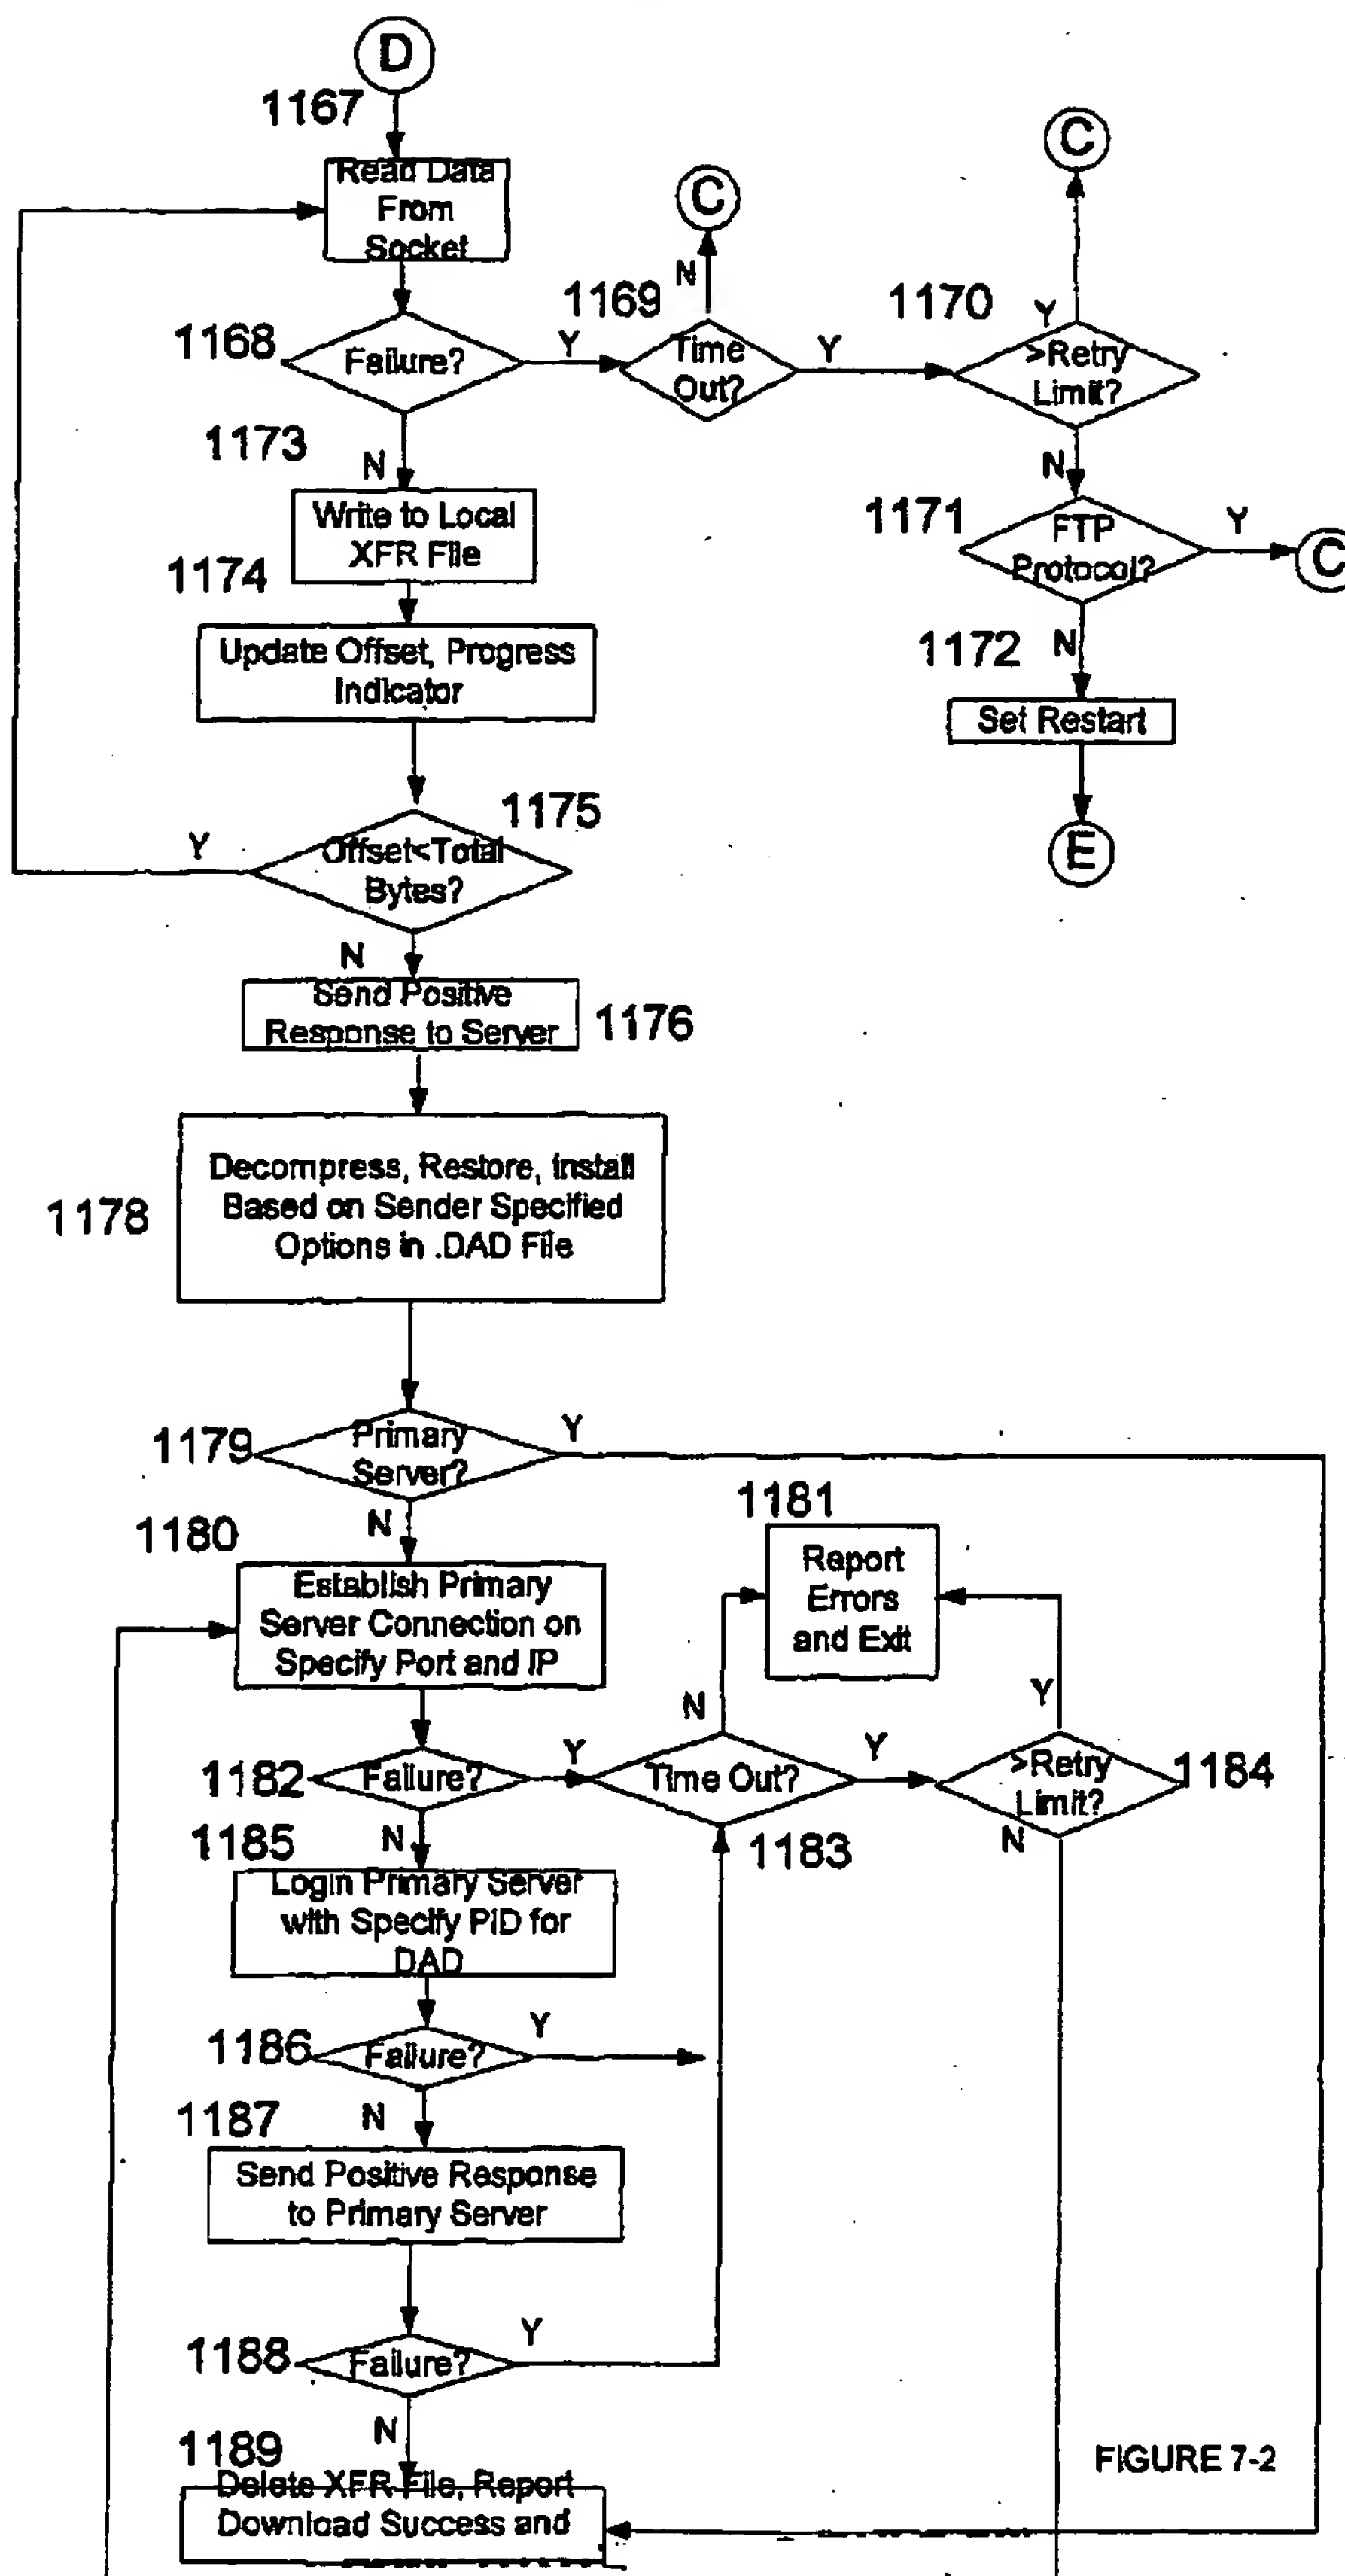 D
1167
Read Data
From
Socket
C
C
N
1169
1170
Y
1168
Failure?
Y
Time
Out?
Y
>Retry
Limit?
1173
N
N
Write to Local
XFR File
1171
FTP
Protocol?
Y
C
1174
Update Offset, Progress
Indicator
1172
N
Set Restart
1175
Y
Offset<Total
Bytes?
E
N
Send Positive
Response to Server
1176
1178
Decompress, Restore, Install
Based on Sender Specified
Options in .DAD File
1179
Primary
Server?
Y
1181
1180
N
Report
Errors
and Exit
Establish Primary
Server Connection on
Specify Port and IP
N
Y
1182
Failure?
Y
Time Out?
Y
>Retry
Limit?
1184
1185
N
1183
N
Login Primary Server
with Specify PID for
DAD
1186
Failure?
Y
1187
N
Send Positive Response
to Primary Server
1188
Failure?
Y
N
1189
Delete XFR File, Report
Download Success and
FIGURE 7-2